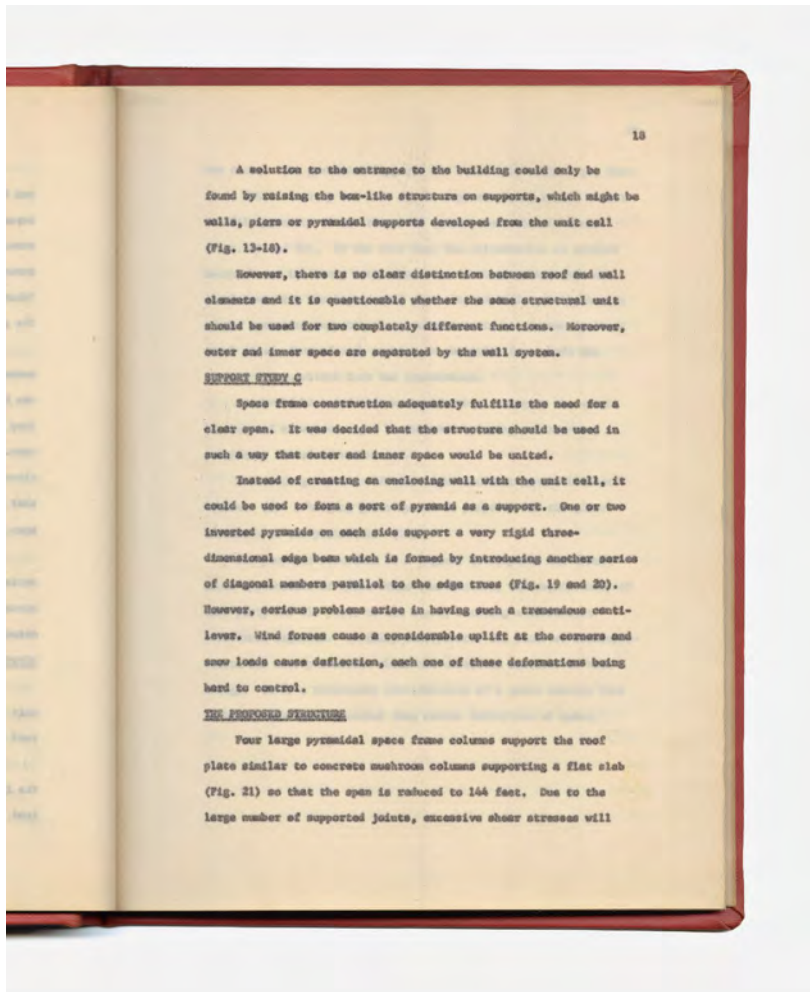 18
A solution to the entrance to the building could only be
found by raising the box-like structure on supports, which might be
walls, piers or pyramidal supports developed from the unit cell
(Fig. 13-18).
However, there is no clear distinction between roof and wall
elements and it is questionable whether the same structural unit
should be used for two completely different functions. Moreover,
outer and inner space are separated by the wall system.
SUPPORT STUDY C
Space frame construction adequately fulfills the need for a
clear span. It was decided that the structure should be used in
such a way that outer and inner space would be united.
Instead of creating an enclosing wall with the unit cell, it
could be used to form a sort of pyramid as a support. One or two
inverted pyramids on each side support a very rigid three-
dimensional edge beam which is formed by introducing another series
of diagonal members parallel to the edge truss (Fig. 19 and 20).
However, serious problems arise in having such a tremendous canti-
lever. Wind forces cause a considerable uplift at the corners and
snow loads cause deflection, each one of these deformations being
hard to control.
THE PROPOSED STRUCTURE
Four large pyramidal space frame columns support the roof
plate similar to concrete mushroom columns supporting a flat slab
(Fig. 21) so that the span is reduced to 144 feet. Due to the
large number of supported joints, excessive shear stresses will